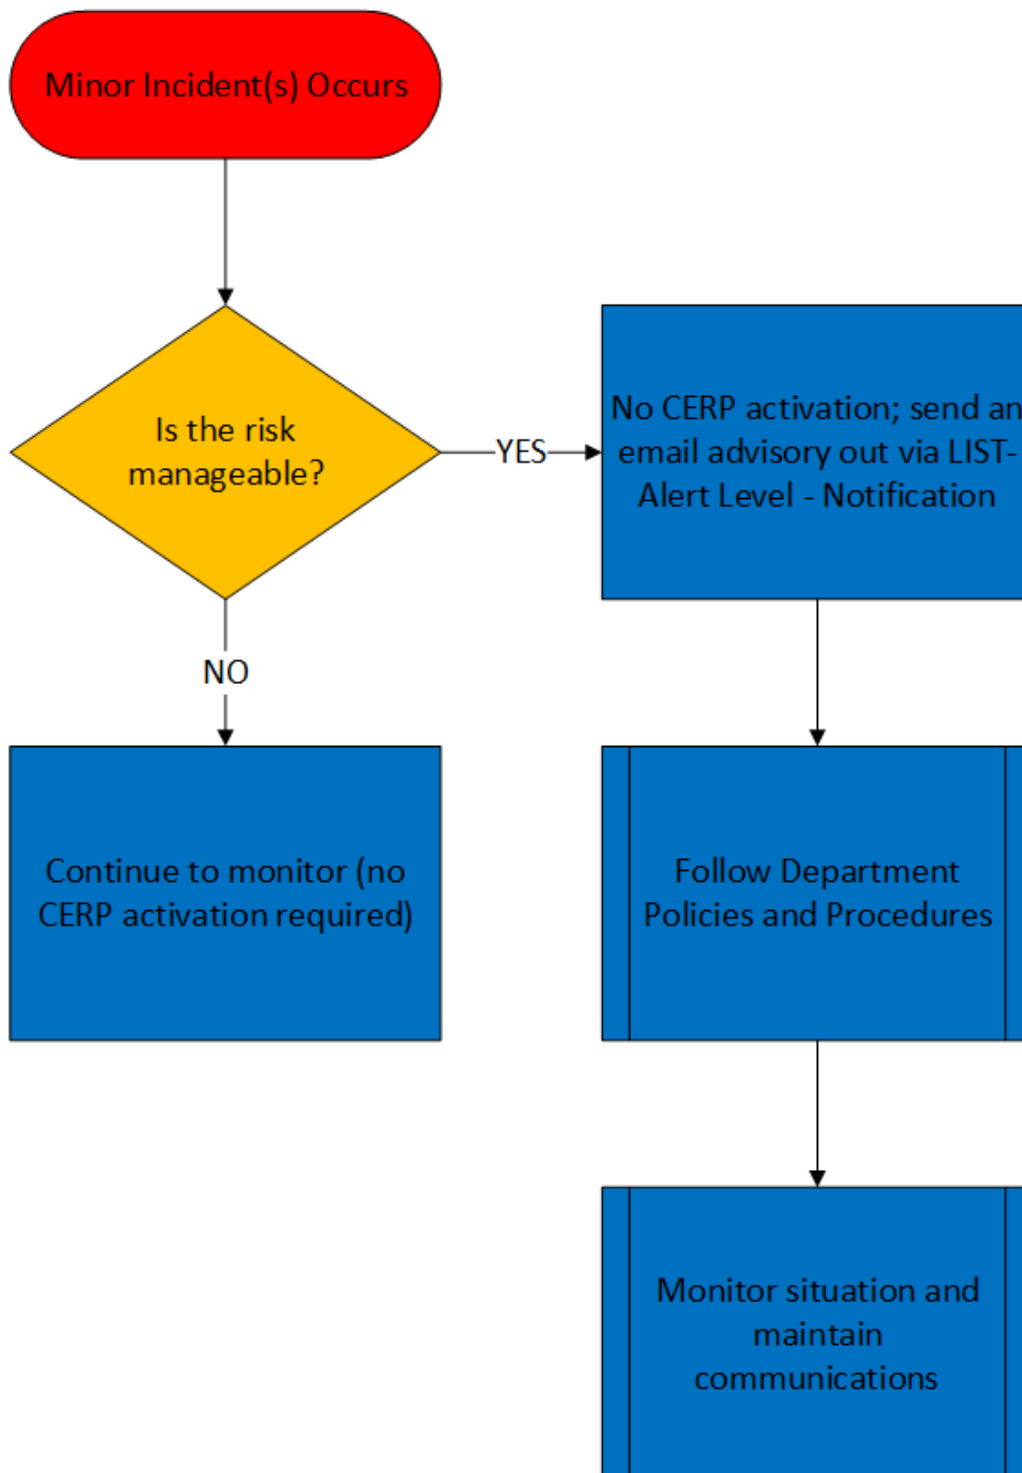 Minor Incident(s) Occurs
Is the risk
manageable?
YES
No CERP activation; send an
email advisory out via LIST-
Alert Level - Notification
NO
Continue to monitor (no
CERP activation required)
Follow Department
Policies and Procedures
Monitor situation and
maintain
communications